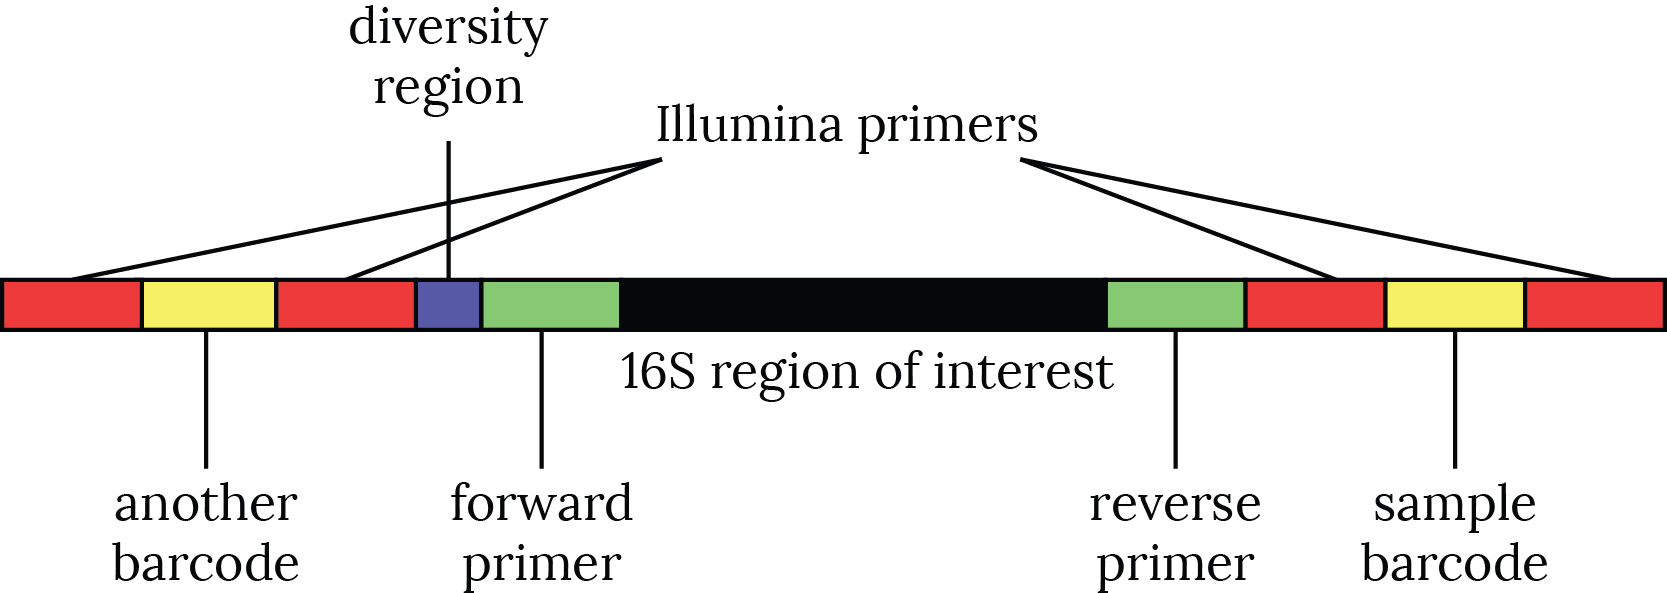 diversity
region
Illumina primers
16S region of interest
another
barcode
forward
primer
reverse
primer
sample
barcode